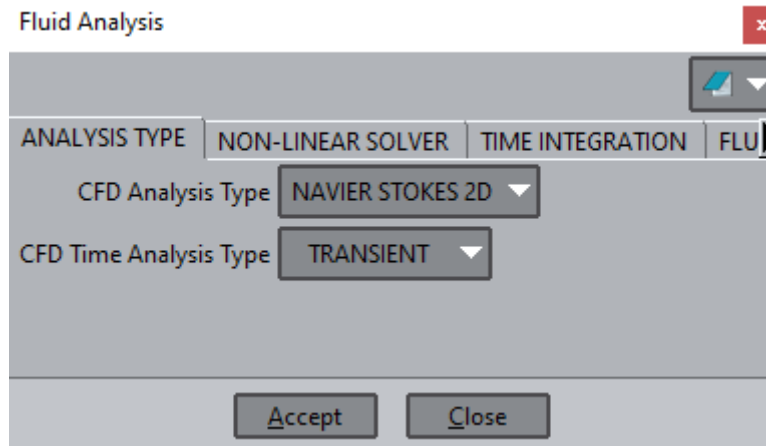 Fluid Analysis
x
ANALYSIS TYPE NON-LINEAR SOLVER TIME INTEGRATION FLU
CFD Analysis Type NAVIER STOKES 2D
CFD Time Analysis Type TRANSIENT
Accept Close